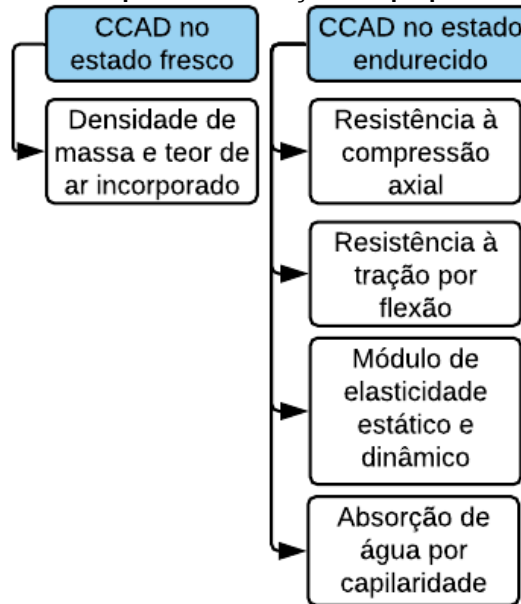 CCAD no
estado fresco
Densidade de
massa e teor de
ar incorporado
CCAD no estado
endurecido
Resistência à
compressão
axial
Resistência à
tração por
flexão
Módulo de
elasticidade
estático e
dinâmico
Absorção de
água por
capilaridade